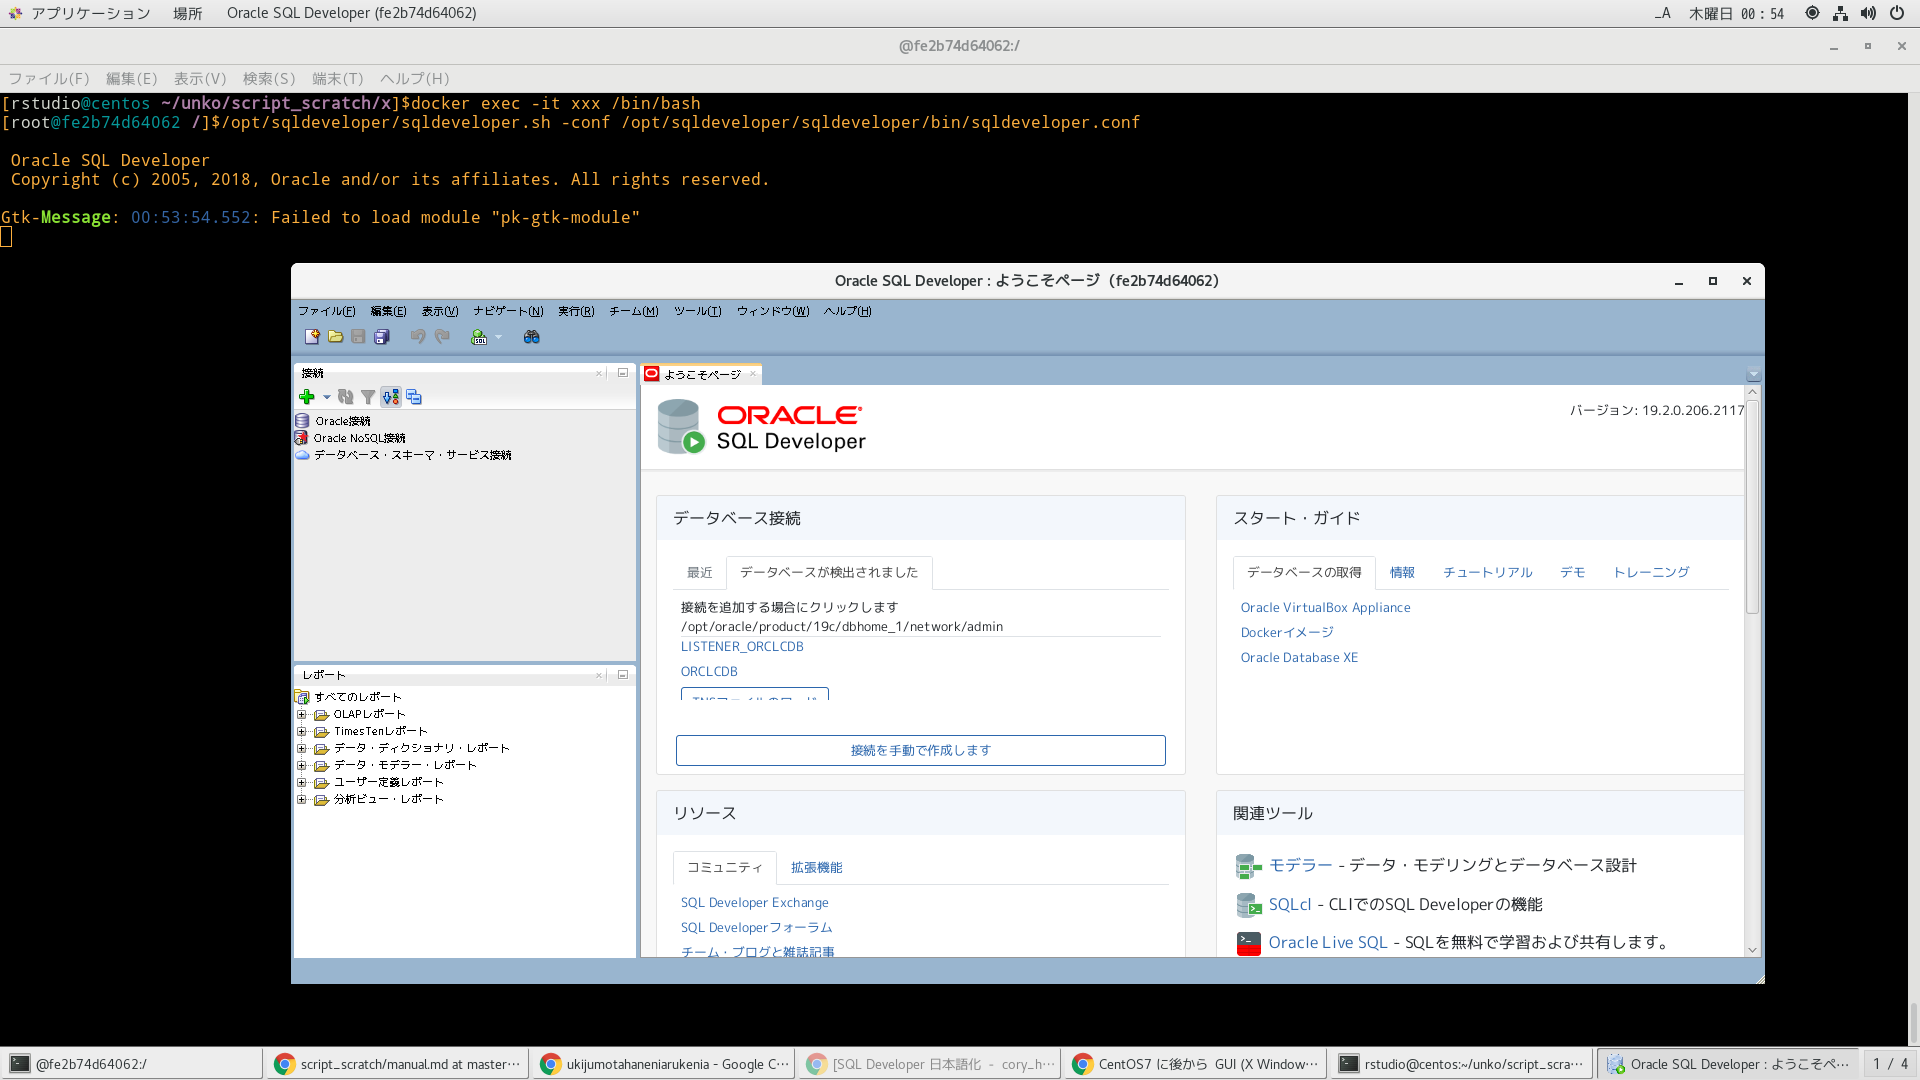 アプリケーション 場所 Oracle SQL Developer (fe2b74d64062) _A 木曜日 00 : 54
@fe2b74d64062:/
ファイル(F) 編集(E) 表示(V) 検索(S) 端末(T) ヘルプ(H)
[rstudio@centos ~/unko/script_scratch/x]$docker exec -it xxx /bin/bash
[root@fe2b74d64062 /]$/opt/sqldeveloper/sqldeveloper.sh -conf /opt/sqldeveloper/sqldeveloper/bin/sqldeveloper.conf
Oracle SQL Developer
Copyright (c) 2005, 2018, Oracle and/or its affiliates. All rights reserved.
Gtk-Message: 00:53:54.552: Failed to load module "pk-gtk-module"
Oracle SQL Developer : ようこそページ (fe2b74d64062)
ファイル(F) 編集(E) 表示(V) ナビゲート(N) 実行(R) チーム(M) ツール(T) ウィンドウ(W) ヘルプ(H)
接続
Oracle接続
Oracle NoSQL接続
データベース・スキーマ・サービス接続
レポート
すべてのレポート
OLAPレポート
TimesTenレポート
データ・ディクショナリ・レポート
データ・モデラー・レポート
ユーザー定義レポート
分析ビュー・レポート
ようこそページ
ORACLE
SQL Developer
バージョン: 19.2.0.206.2117
データベース接続
最近 データベースが検出されました
接続を追加する場合にクリックします
/opt/oracle/product/19c/dbhome_1/network/admin
LISTENER_ORCLCDB
ORCLCDB
TNSファイルのロード
接続を手動で作成します
スタート・ガイド
データベースの取得 情報 チュートリアル デモ トレーニング
Oracle VirtualBox Appliance
Dockerイメージ
Oracle Database XE
リソース
コミュニティ 拡張機能
SQL Developer Exchange
SQL Developerフォーラム
チーム・ブログと雑誌記事
関連ツール
モデラー - データ・モデリングとデータベース設計
SQLcl - CLIでのSQL Developerの機能
Oracle Live SQL - SQLを無料で学習および共有します。
@fe2b74d64062:/ script_scratch/manual.md at master… ukijumotahaneniarukenia - Google C… [SQL Developer 日本語化 - cory_h… CentOS7 に後から GUI (X Window… rstudio@centos:~/unko/script_scra… Oracle SQL Developer : ようこそペ… 1 / 4